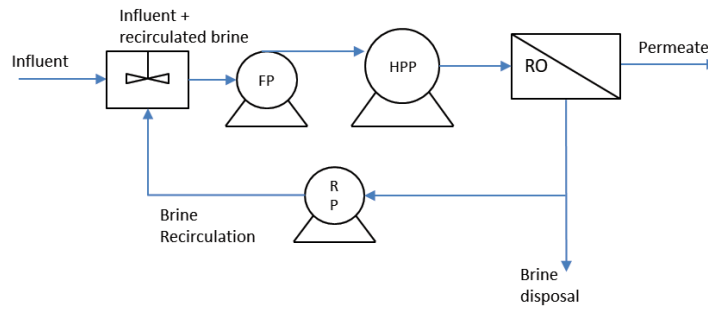 Influent +
recirculated brine
Influent
Permeate
FP
HPP
RO
R
P
Brine
Recirculation
Brine
disposal